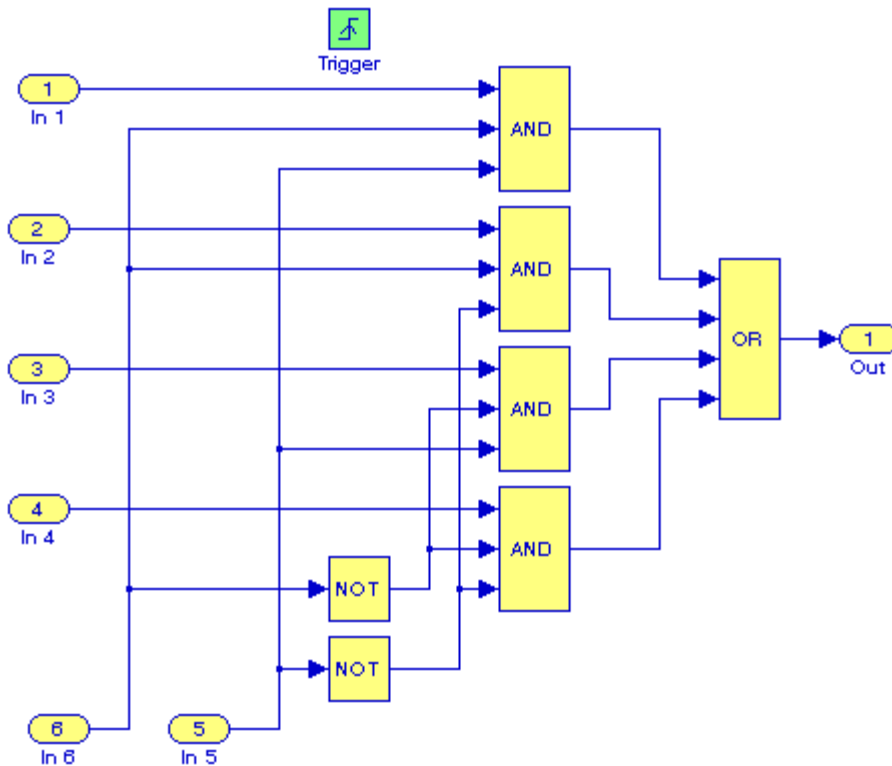 Trigger
1
In 1
AND
2
In 2
AND
OR
1
Out
3
In 3
AND
4
In 4
AND
NOT
NOT
6
In 6
5
In 5